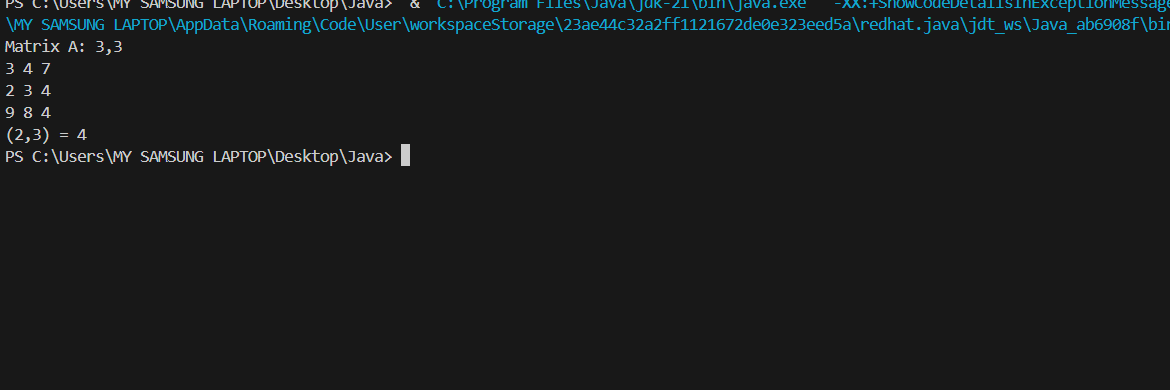 PS C:\Users\MY SAMSUNG LAPTOP\Desktop\Java> & 'C:\Program Files\Java\jdk-21\bin\java.exe' '-XX:+ShowCodeDetailsInExceptionMessage
\MY SAMSUNG LAPTOP\AppData\Roaming\Code\User\workspaceStorage\23ae44c32a2ff1121672de0e323eed5a\redhat.java\jdt_ws\Java_ab6908f\bin
Matrix A: 3,3
3 4 7
2 3 4
9 8 4
(2,3) = 4
PS C:\Users\MY SAMSUNG LAPTOP\Desktop\Java>